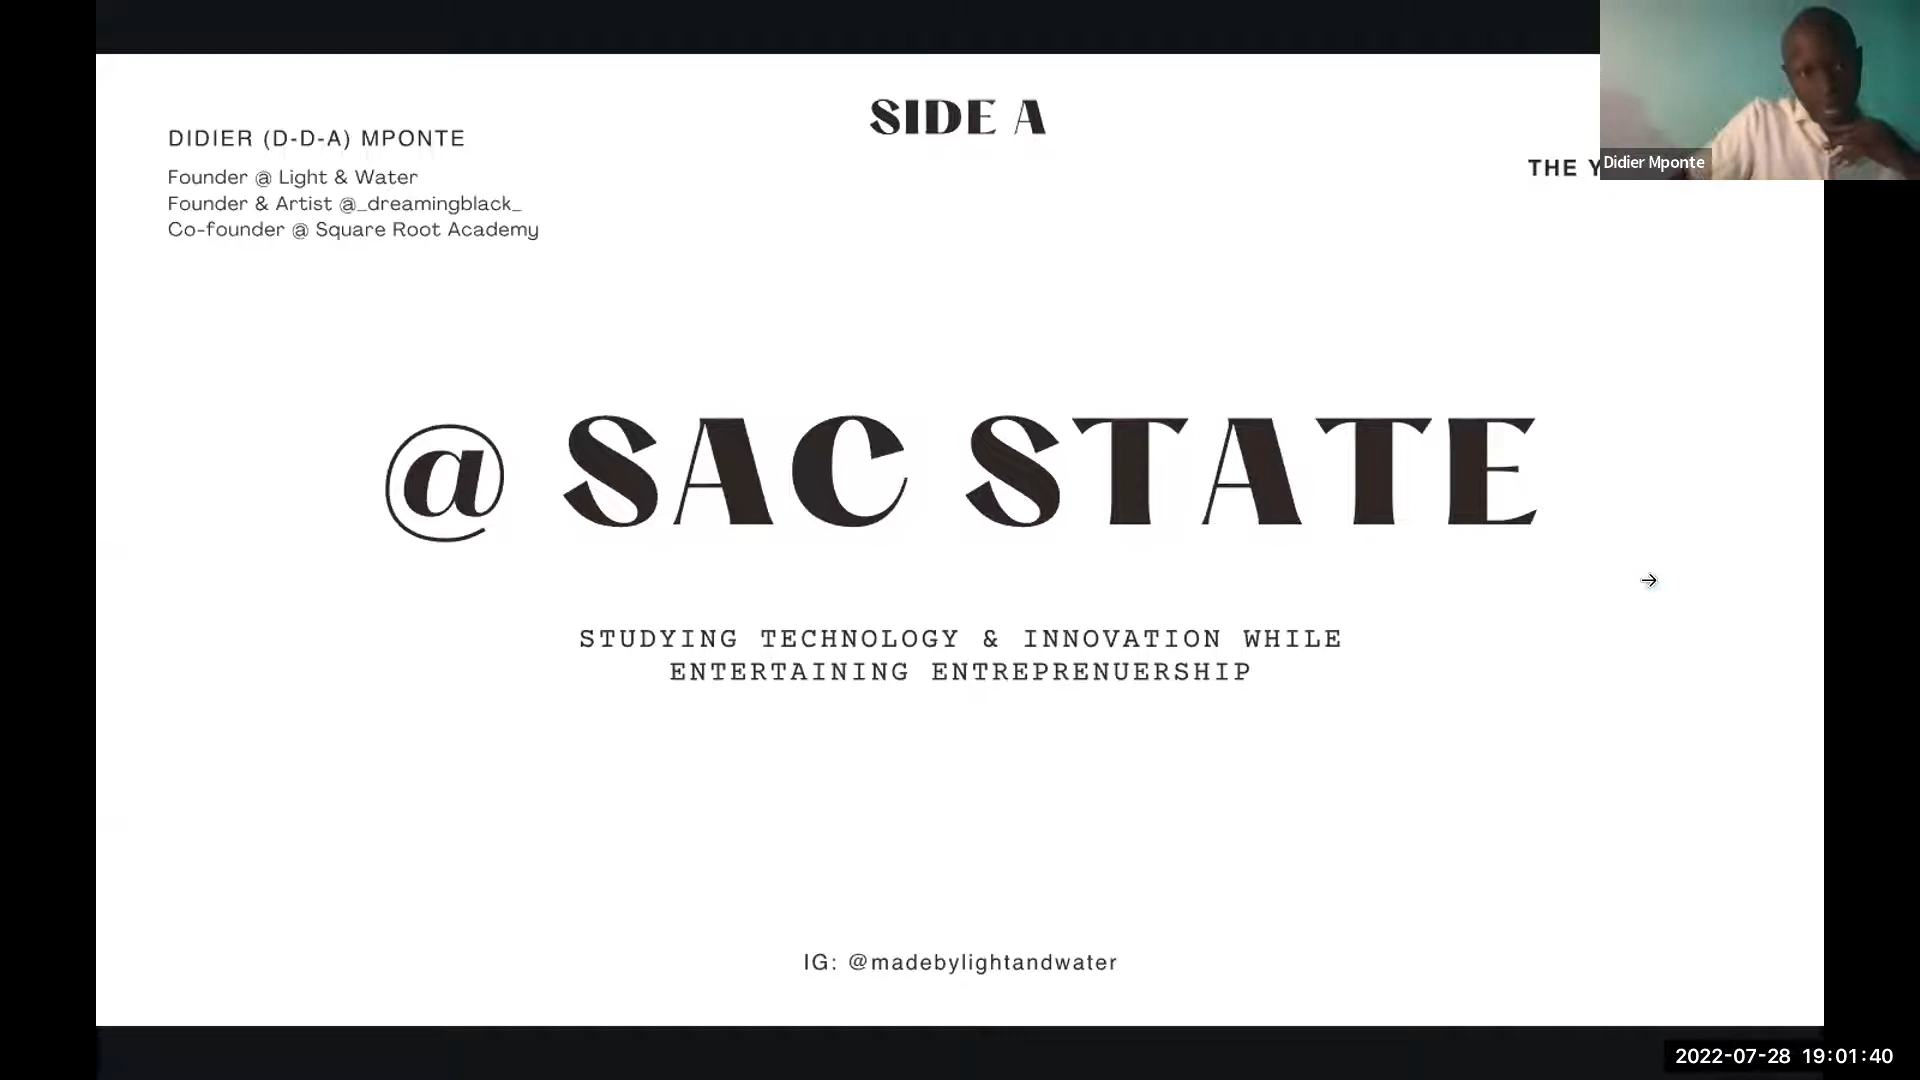 SIDE A
DIDIER (D-D-A) MPONTE
Founder @ Light & Water
Founder & Artist @_dreamingblack_
Co-founder @ Square Root Academy
THE
Didier Mponte
@ SAC STATE
STUDYING TECHNOLOGY & INNOVATION WHILE
ENTERTAINING ENTREPRENUERSHIP
IG: @madebylightandwater
2022-07-28 19:01:40